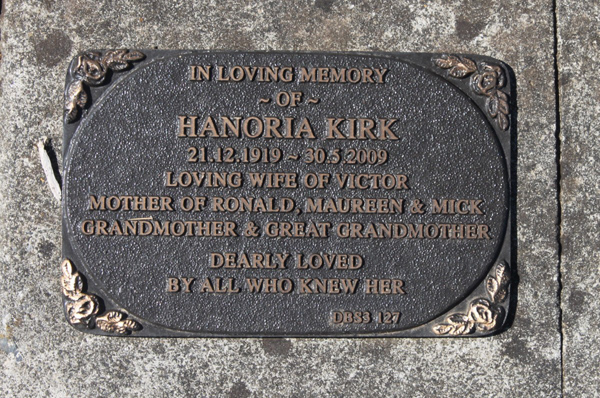 IN LOVING MEMORY
~ OF ~
HANORIA KIRK
21.12.1919 ~ 30.5.2009
LOVING WIFE OF VICTOR
MOTHER OF RONALD, MAUREEN & MICK
GRANDMOTHER & GREAT GRANDMOTHER
DEARLY LOVED
BY ALL WHO KNEW HER
DBS3 127